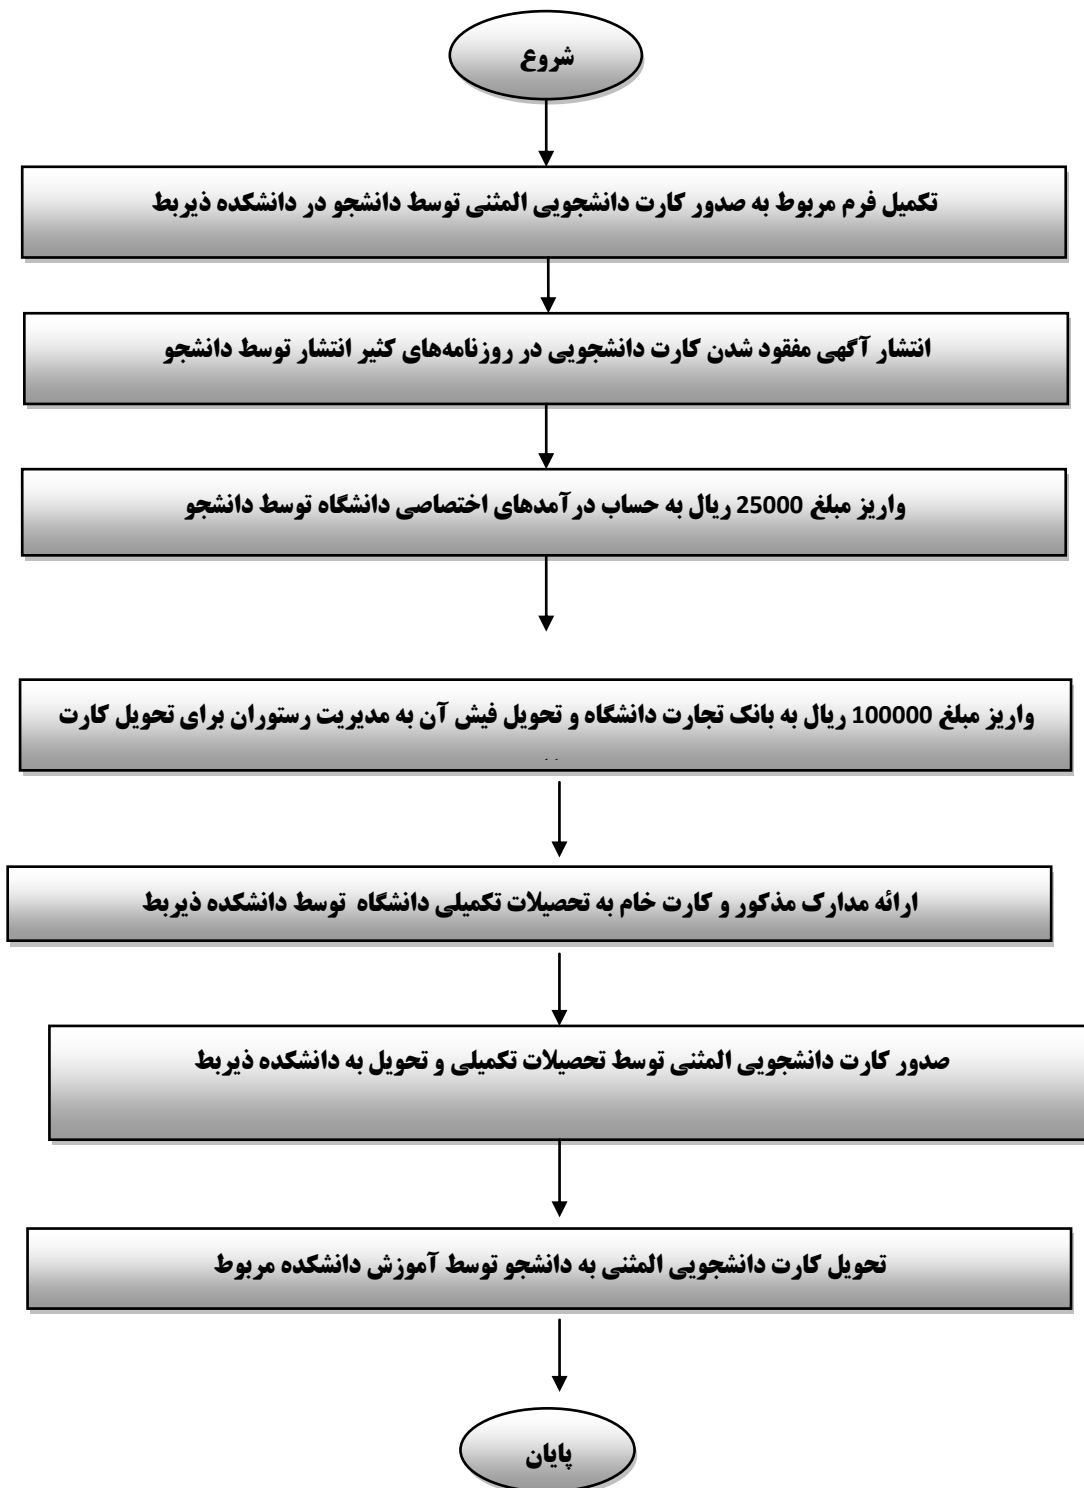 شروع
تکمیل فرم مربوط به صدور کارت دانشجویی المثنی توسط دانشجو در دانشکده ذیربط
انتشار آگهی مفقود شدن کارت دانشجویی در روزنامه‌های کثیر انتشار توسط دانشجو
واریز مبلغ 25000 ریال به حساب درآمدهای اختصاصی دانشگاه توسط دانشجو
واریز مبلغ 100000 ریال به بانک تجارت دانشگاه و تحویل فیش آن به مدیریت رستوران برای تحویل کارت
ارائه مدارک مذکور و کارت خام به تحصیلات تکمیلی دانشگاه توسط دانشکده ذیربط
صدور کارت دانشجویی المثنی توسط تحصیلات تکمیلی و تحویل به دانشکده ذیربط
تحویل کارت دانشجویی المثنی به دانشجو توسط آموزش دانشکده مربوط
پایان